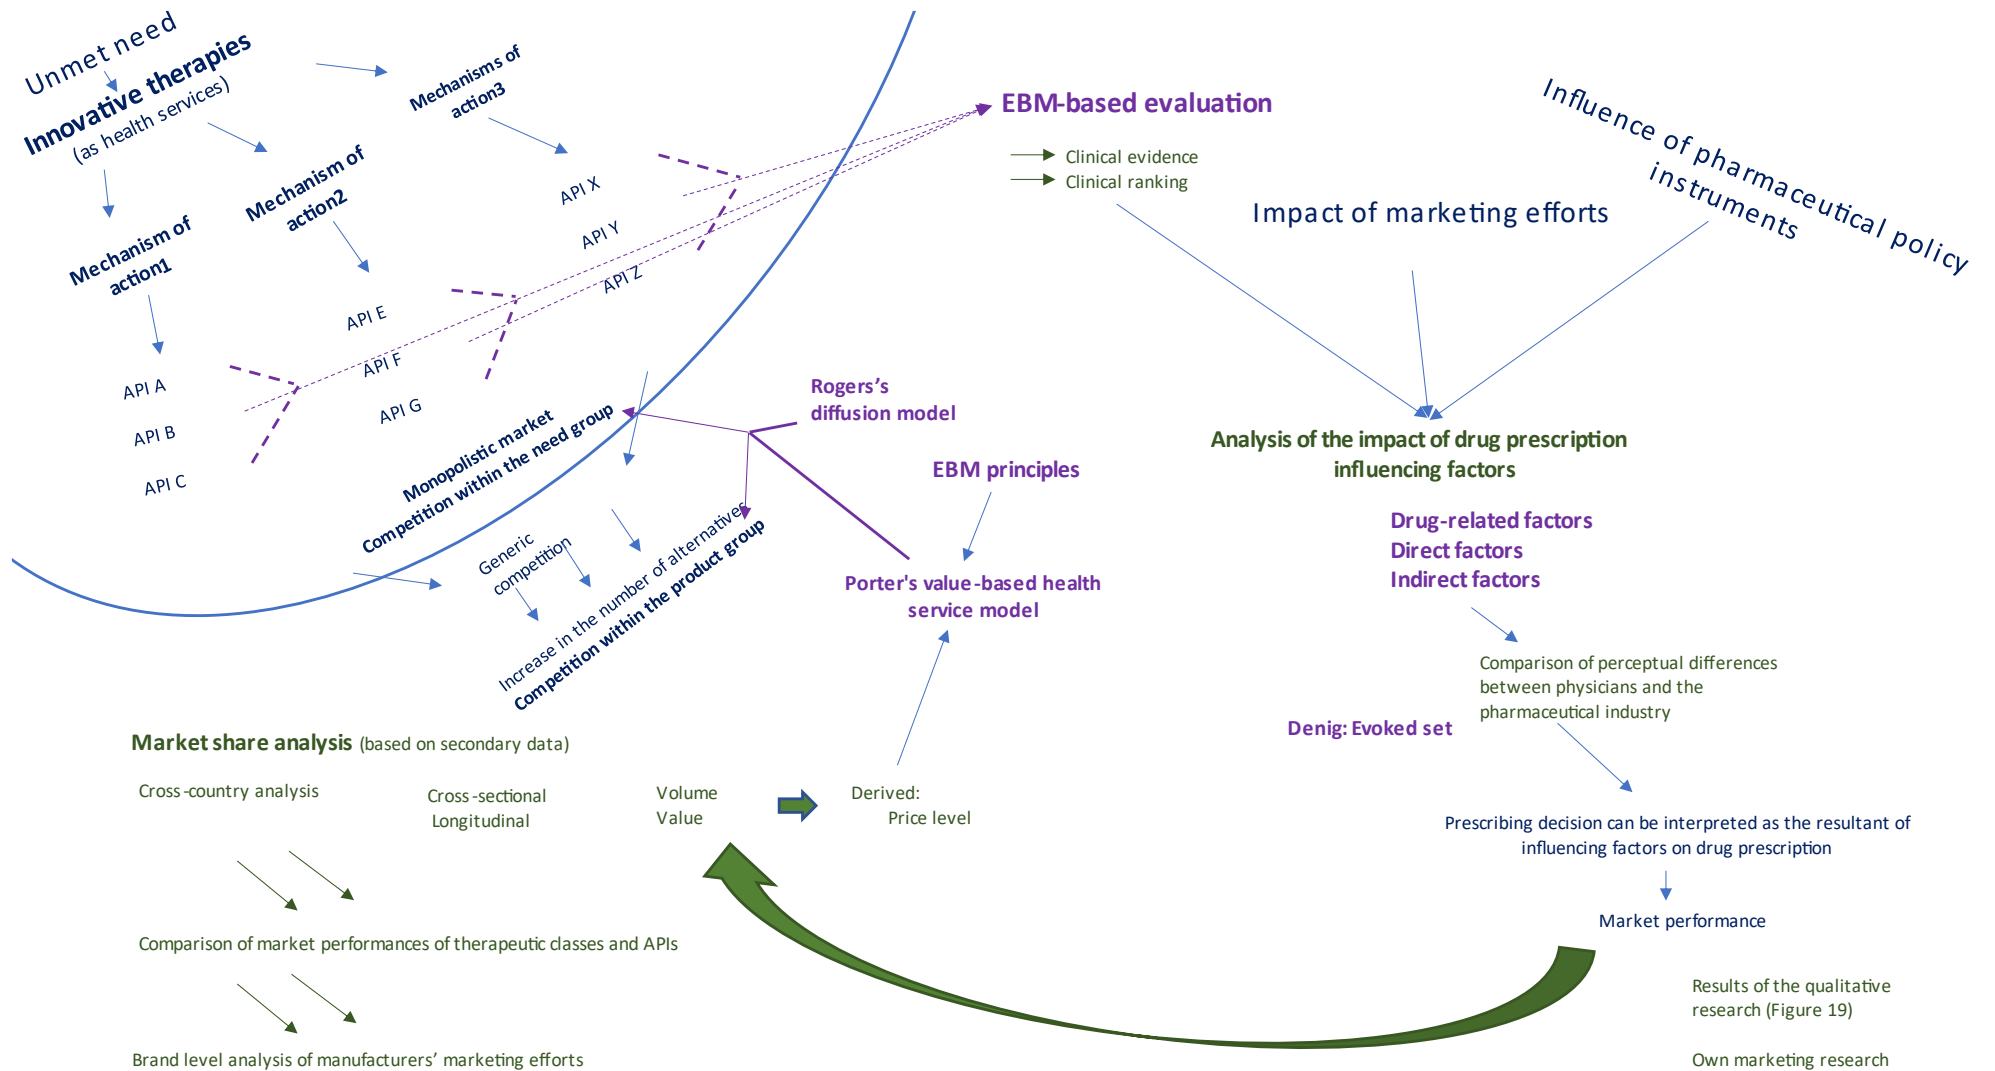 Unmet need
Innovative therapies
(as health services)
Mechanisms of
action3
Mechanism of
action2
Mechanism of
action1
API X
API Y
API Z
API E
API F
API G
API A
API B
API C
EBM-based evaluation
Clinical evidence
Clinical ranking
Impact of marketing efforts
Influence of pharmaceutical policy
instruments
Monopolistic market
Competition within the need group
Rogers's
diffusion model
EBM principles
Generic
competition
Increase in the number of alternatives
Competition within the product group
Porter's value-based health
service model
Analysis of the impact of drug prescription
influencing factors
Drug-related factors
Direct factors
Indirect factors
Comparison of perceptual differences
between physicians and the
pharmaceutical industry
Denig: Evoked set
Market share analysis (based on secondary data)
Cross-country analysis
Cross-sectional
Longitudinal
Volume
Value
Derived:
Price level
Prescribing decision can be interpreted as the resultant of
influencing factors on drug prescription
Market performance
Comparison of market performances of therapeutic classes and APIs
Results of the qualitative
research (Figure 19)
Brand level analysis of manufacturers' marketing efforts
Own marketing research